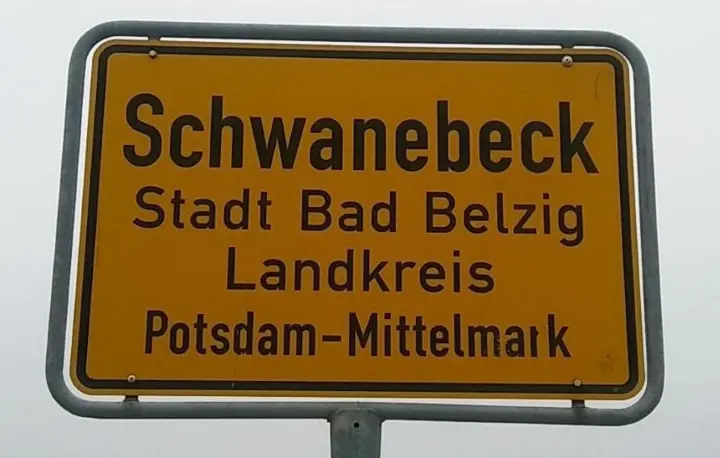 Schwanebeck
Stadt Bad Belzig
Landkreis
Potsdam-Mittelmark